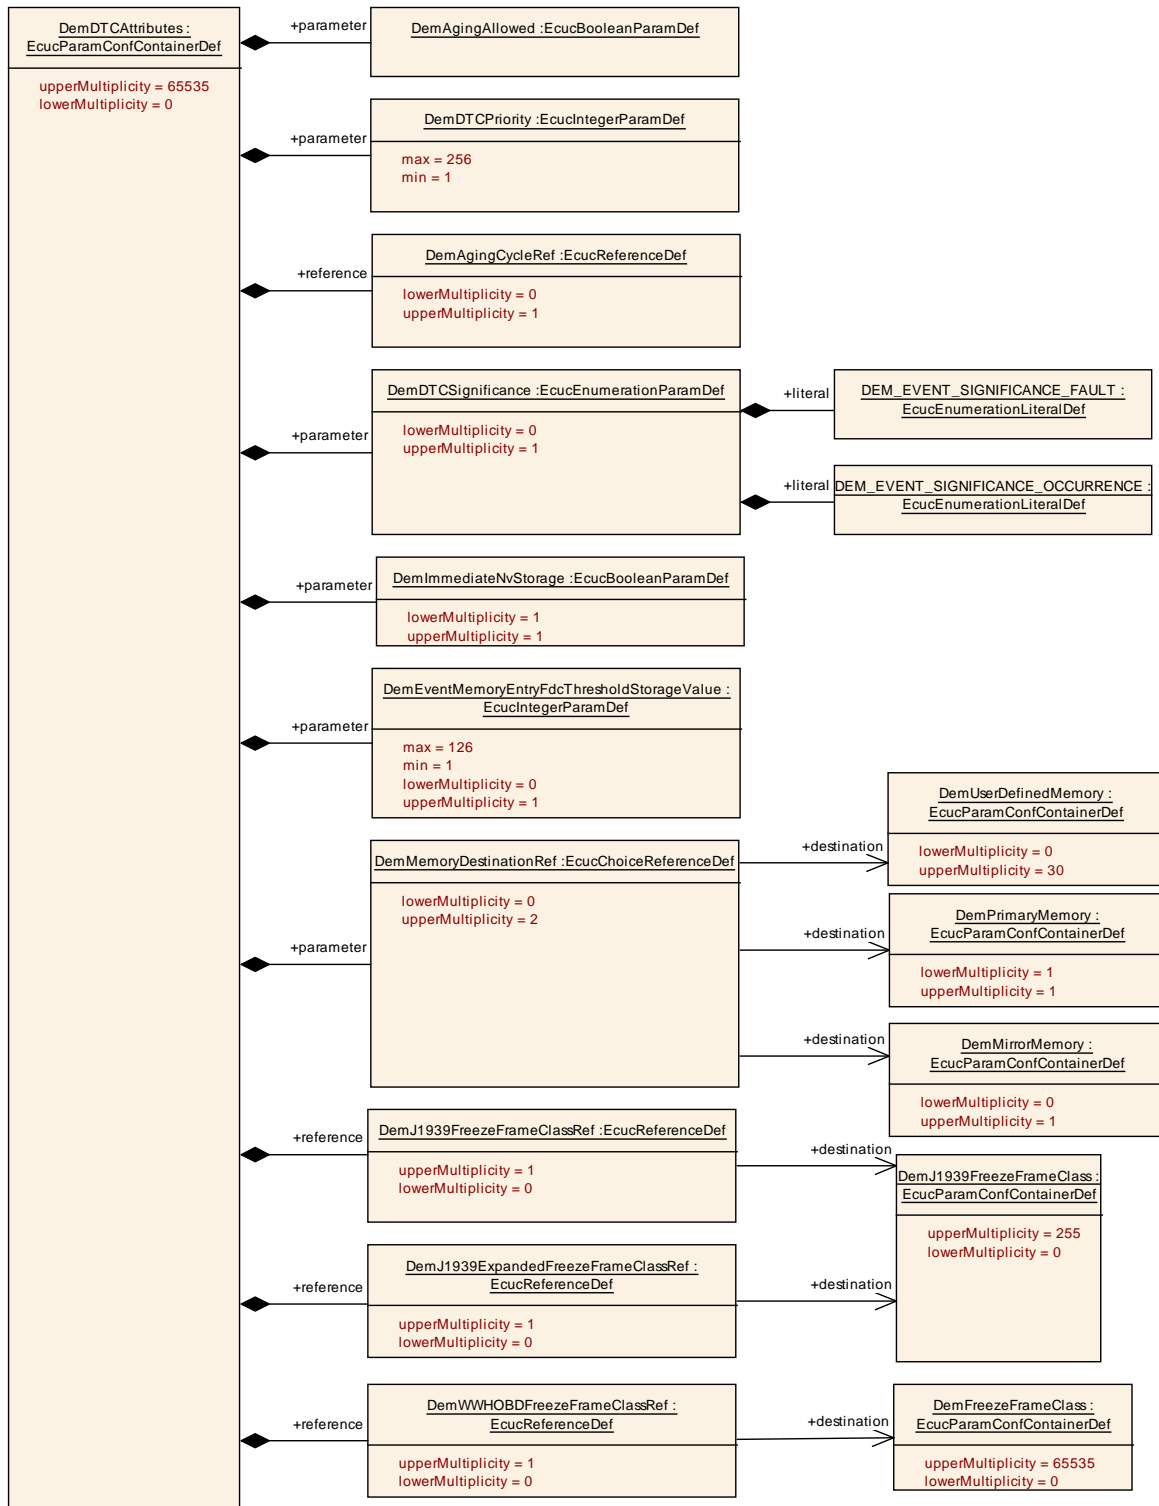 DemDTCAttributes :
EcucParamConfContainerDef
upperMultiplicity = 65535
lowerMultiplicity = 0
+parameter
DemAgingAllowed :EcucBooleanParamDef
+parameter
DemDTCPriority :EcucIntegerParamDef
max = 256
min = 1
+reference
DemAgingCycleRef :EcucReferenceDef
lowerMultiplicity = 0
upperMultiplicity = 1
+parameter
DemDTCSignificance :EcucEnumerationParamDef
lowerMultiplicity = 0
upperMultiplicity = 1
+literal
DEM_EVENT_SIGNIFICANCE_FAULT :
EcucEnumerationLiteralDef
+literal
DEM_EVENT_SIGNIFICANCE_OCCURRENCE :
EcucEnumerationLiteralDef
+parameter
DemImmediateNvStorage :EcucBooleanParamDef
lowerMultiplicity = 1
upperMultiplicity = 1
+parameter
DemEventMemoryEntryFdcThresholdStorageValue :
EcucIntegerParamDef
max = 126
min = 1
lowerMultiplicity = 0
upperMultiplicity = 1
+parameter
DemMemoryDestinationRef :EcucChoiceReferenceDef
lowerMultiplicity = 0
upperMultiplicity = 2
+destination
DemUserDefinedMemory :
EcucParamConfContainerDef
lowerMultiplicity = 0
upperMultiplicity = 30
+destination
DemPrimaryMemory :
EcucParamConfContainerDef
lowerMultiplicity = 1
upperMultiplicity = 1
+destination
DemMirrorMemory :
EcucParamConfContainerDef
lowerMultiplicity = 0
upperMultiplicity = 1
+reference
DemJ1939FreezeFrameClassRef :EcucReferenceDef
upperMultiplicity = 1
lowerMultiplicity = 0
+destination
DemJ1939FreezeFrameClass :
EcucParamConfContainerDef
upperMultiplicity = 255
lowerMultiplicity = 0
+reference
DemJ1939ExpandedFreezeFrameClassRef :
EcucReferenceDef
upperMultiplicity = 1
lowerMultiplicity = 0
+destination
+reference
DemWWHOBDFreezeFrameClassRef :
EcucReferenceDef
upperMultiplicity = 1
lowerMultiplicity = 0
+destination
DemFreezeFrameClass :
EcucParamConfContainerDef
upperMultiplicity = 65535
lowerMultiplicity = 0